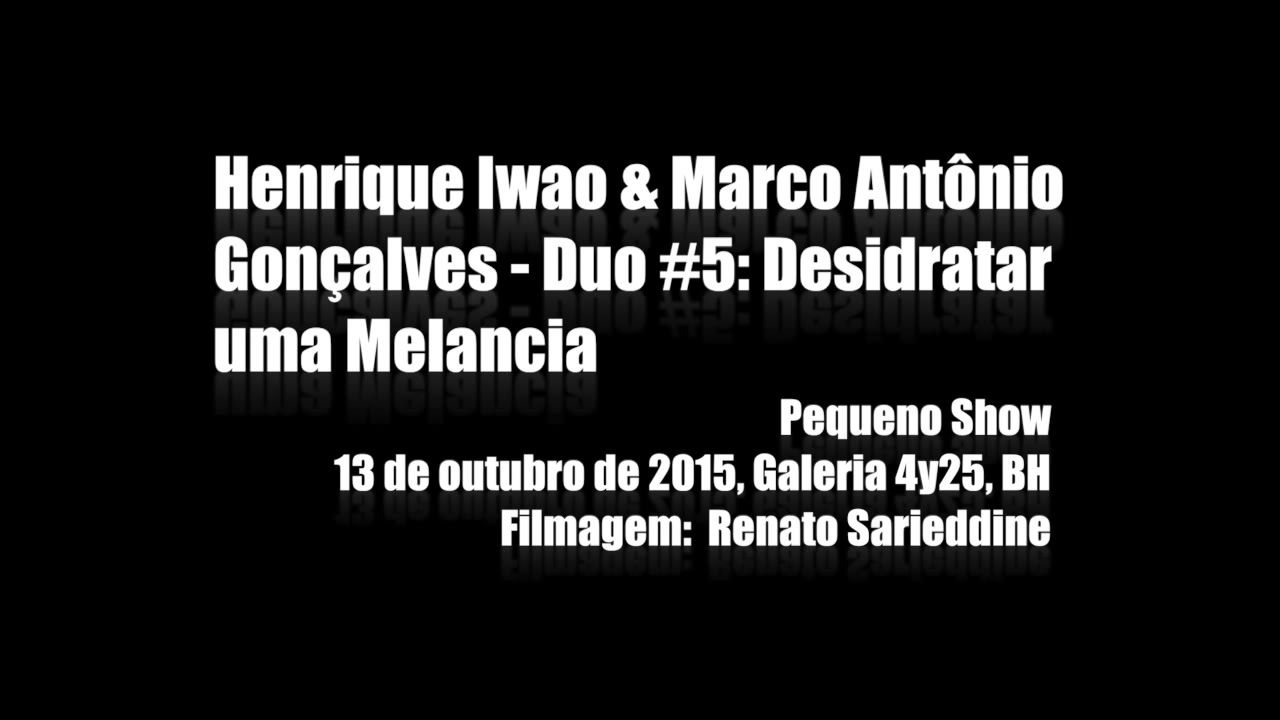 Henrique Iwao & Marco Antônio
Gonçalves - Duo #5: Desidratar
uma Melancia
Pequeno Show
13 de outubro de 2015, Galeria 4y25, BH
Filmagem: Renato Sarieddine